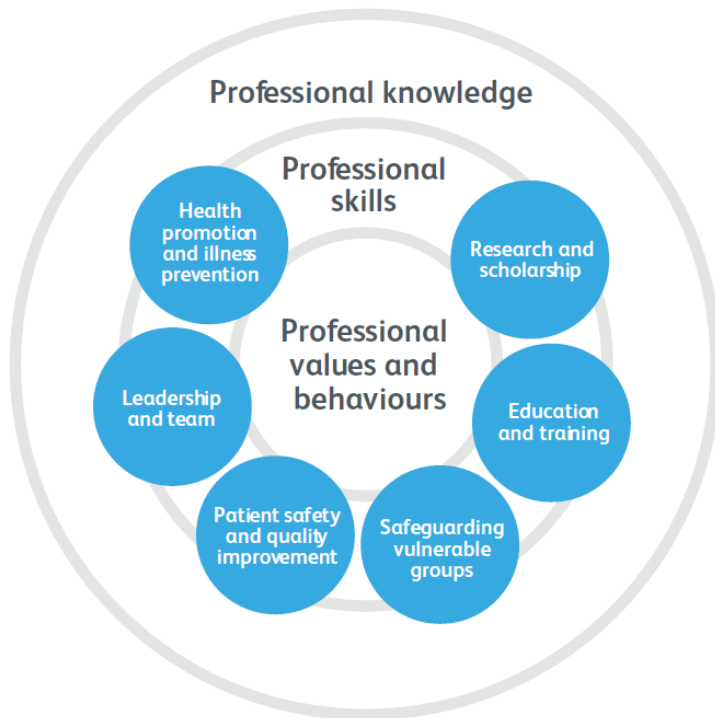 Professional knowledge
Professional
skills
Health
promotion
and illness
prevention
Research and
scholarship
Professional
values and
behaviours
Leadership
and team
Education
and training
Patient safety
and quality
improvement
Safeguarding
vulnerable
groups